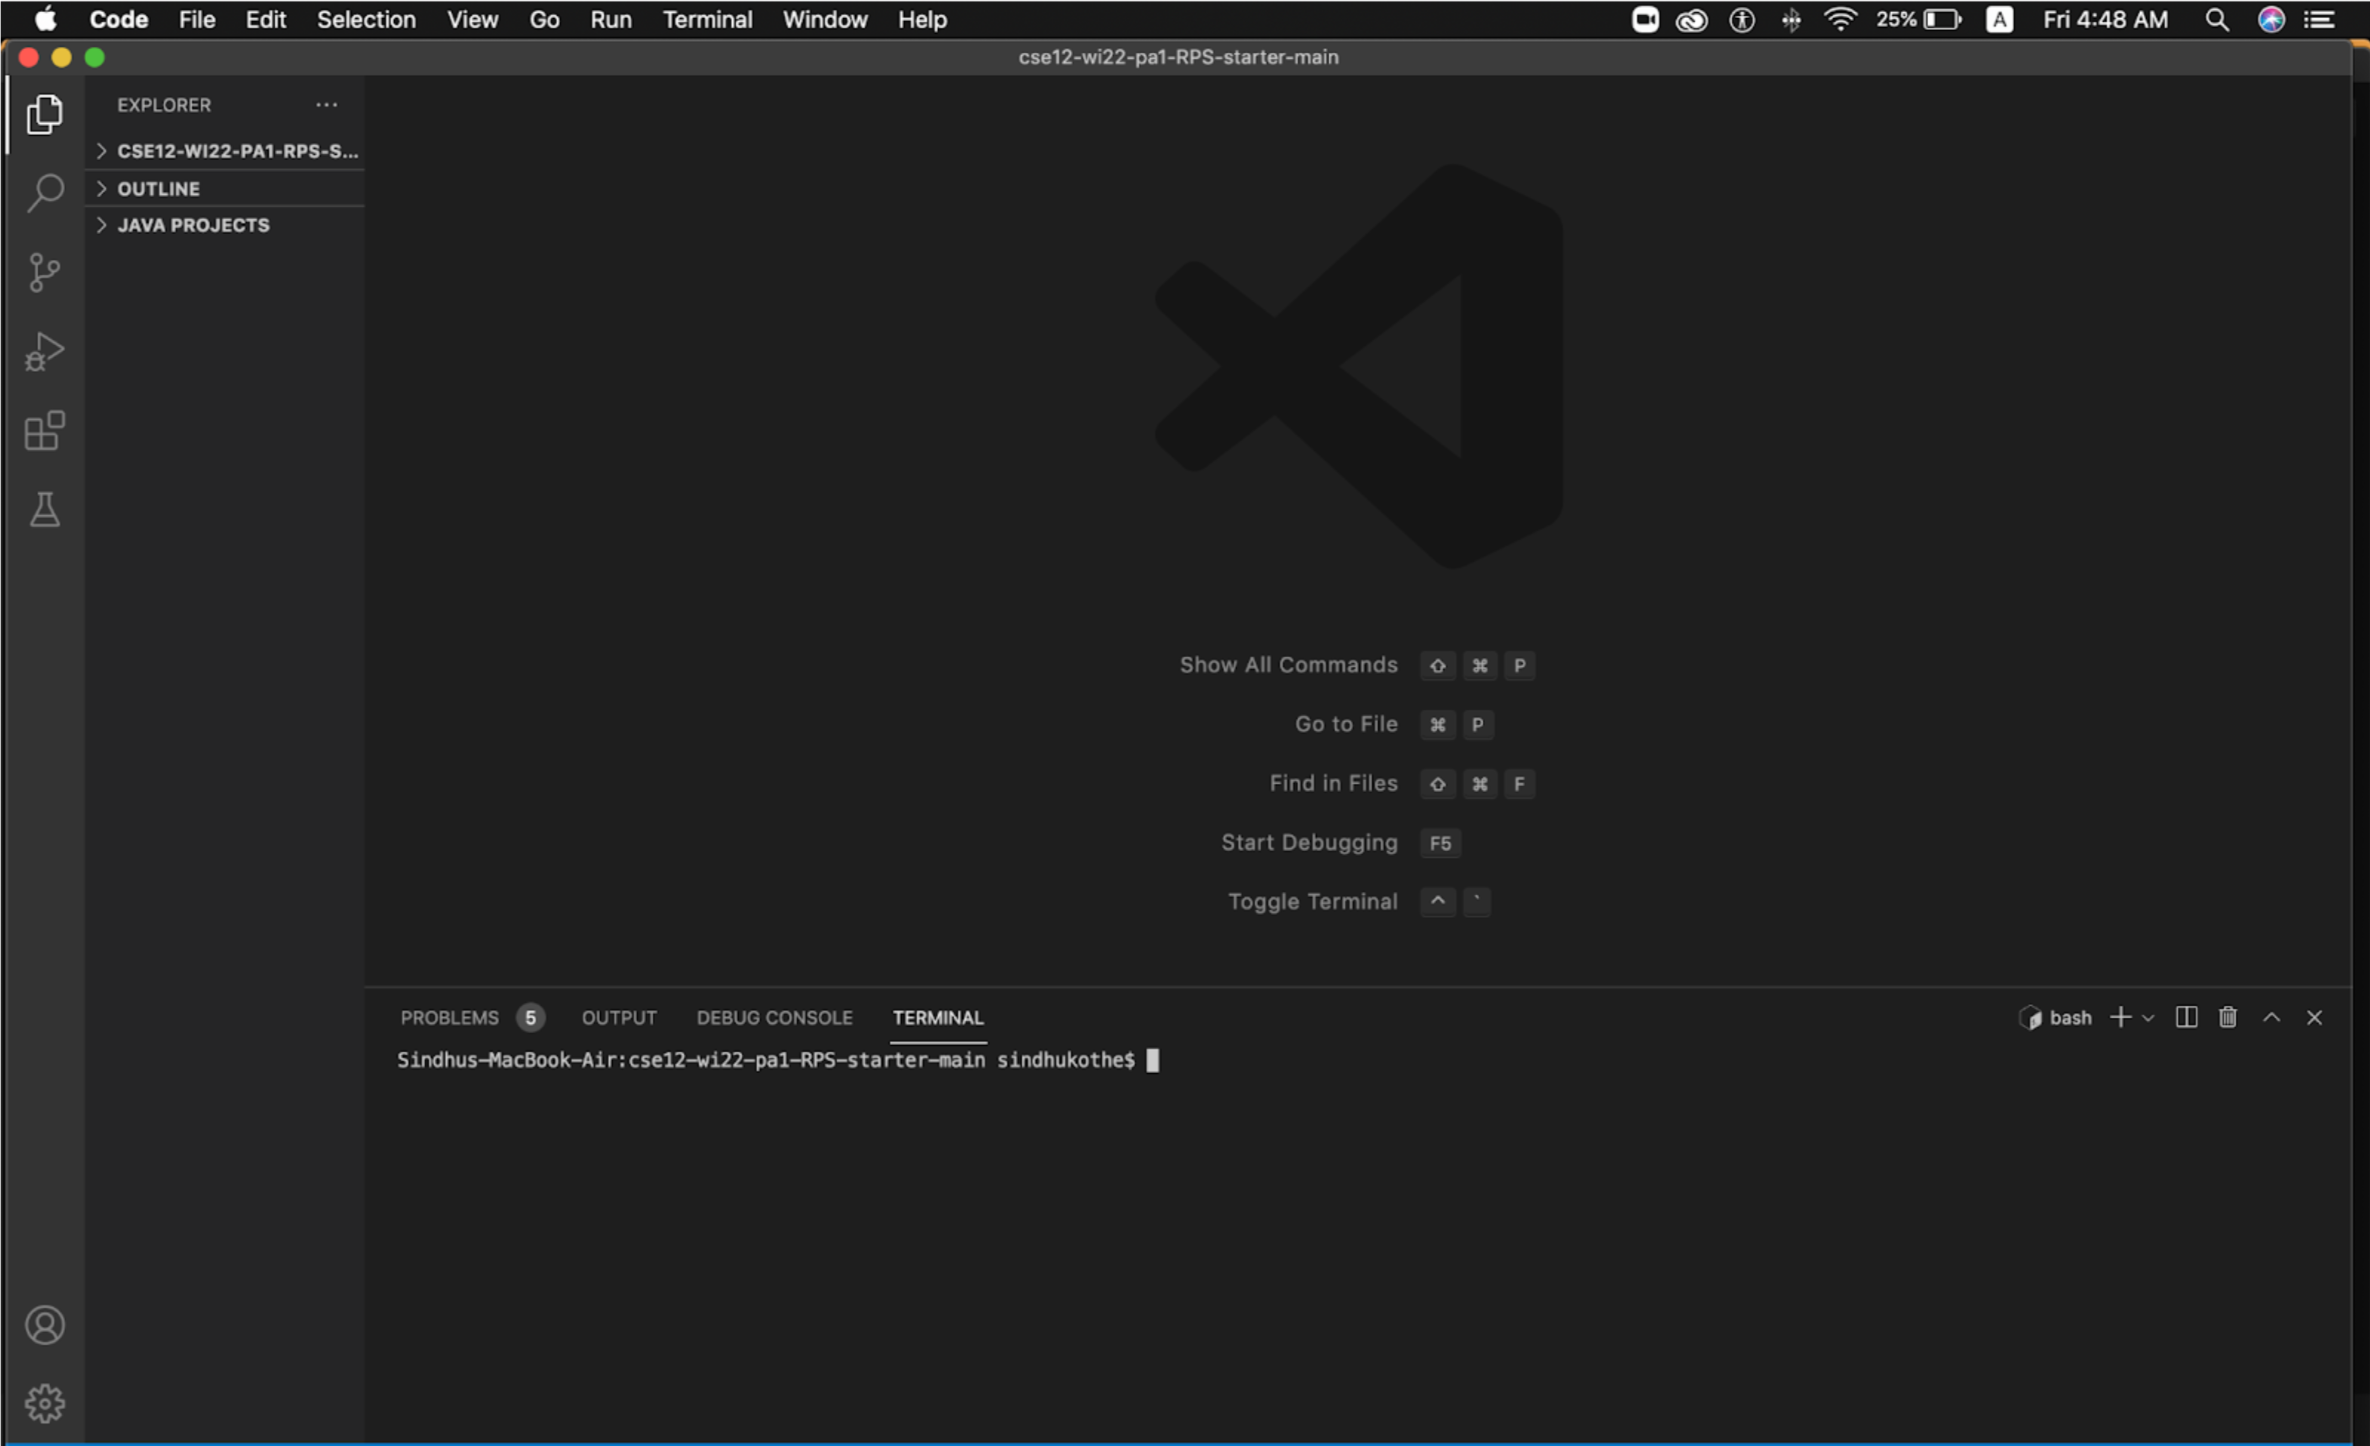 Code File Edit Selection View Go Run Terminal Window Help 25% A Fri 4:48 AM
cse12-wi22-pa1-RPS-starter-main
EXPLORER ···
CSE12-WI22-PA1-RPS-S...
OUTLINE
JAVA PROJECTS
Show All Commands ⇧ ⌘ P
Go to File ⌘ P
Find in Files ⇧ ⌘ F
Start Debugging F5
Toggle Terminal ^ `
PROBLEMS 5 OUTPUT DEBUG CONSOLE TERMINAL bash
Sindhus-MacBook-Air:cse12-wi22-pa1-RPS-starter-main sindhukothe$